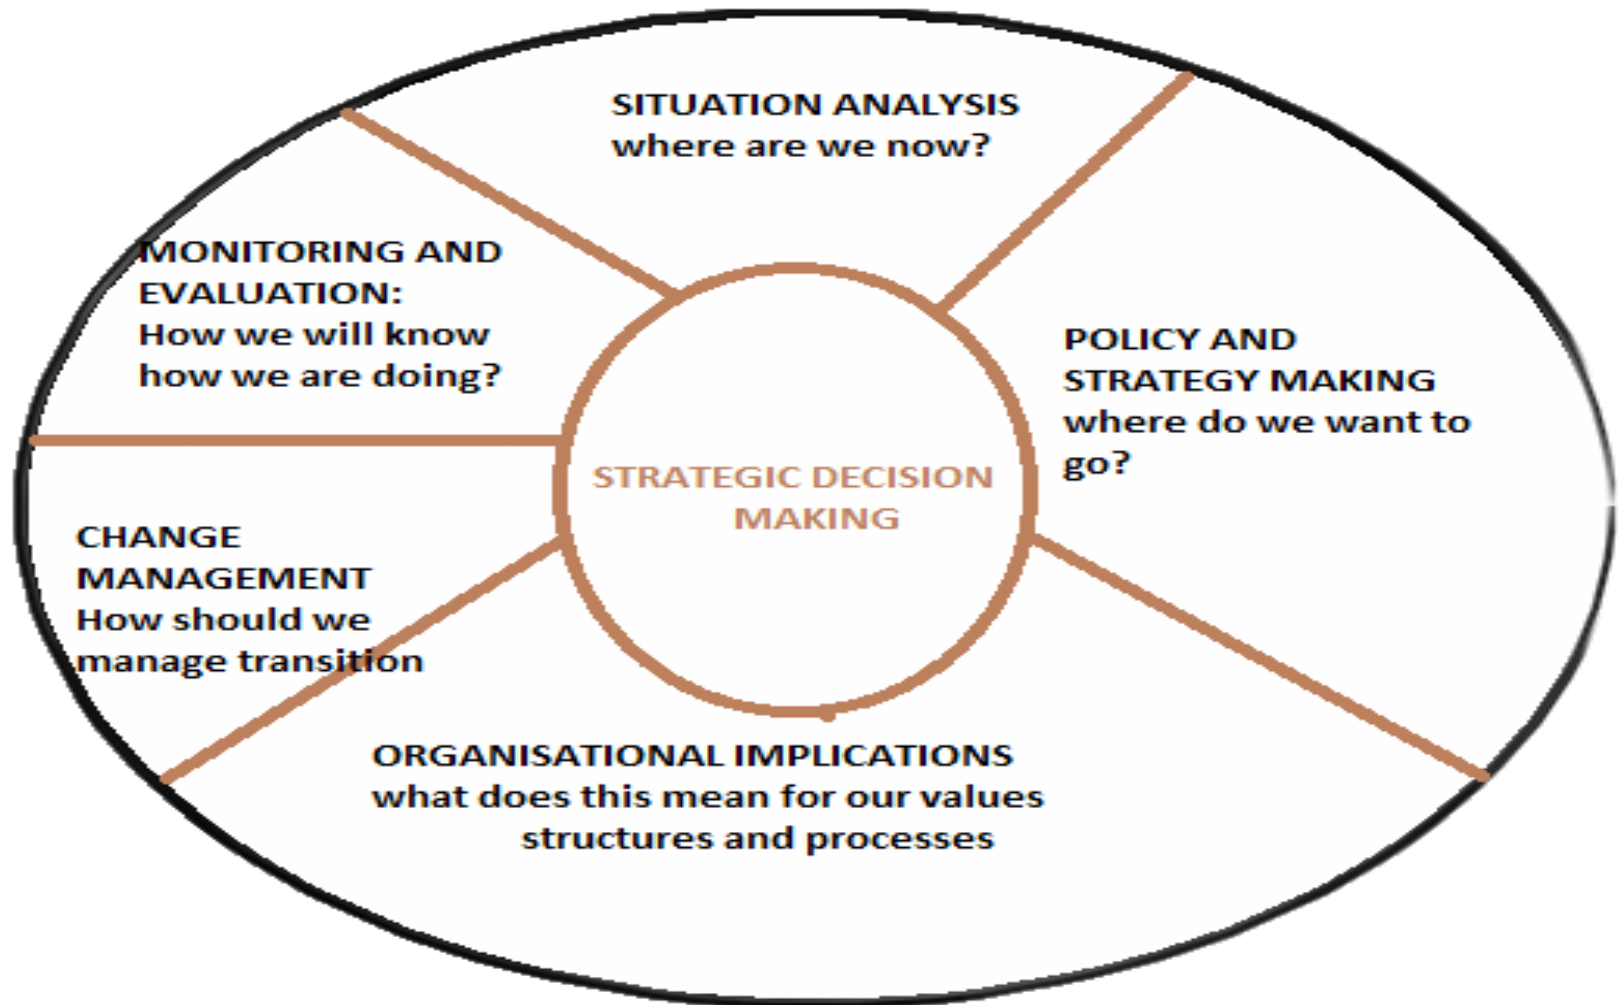 SITUATION ANALYSIS
where are we now?
MONITORING AND
EVALUATION:
How we will know
how we are doing?
POLICY AND
STRATEGY MAKING
where do we want to
go?
STRATEGIC DECISION
MAKING
CHANGE
MANAGEMENT
How should we
manage transition
ORGANISATIONAL IMPLICATIONS
what does this mean for our values
structures and processes